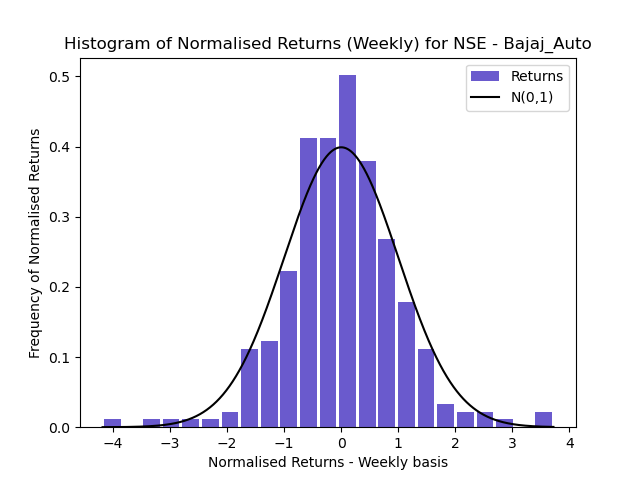 Histogram of Normalised Returns (Weekly) for NSE - Bajaj_Auto
Returns
N(0,1)
Frequency of Normalised Returns
0.5
0.4
0.3
0.2
0.1
0.0
−4 −3 −2 −1 0 1 2 3 4
Normalised Returns - Weekly basis